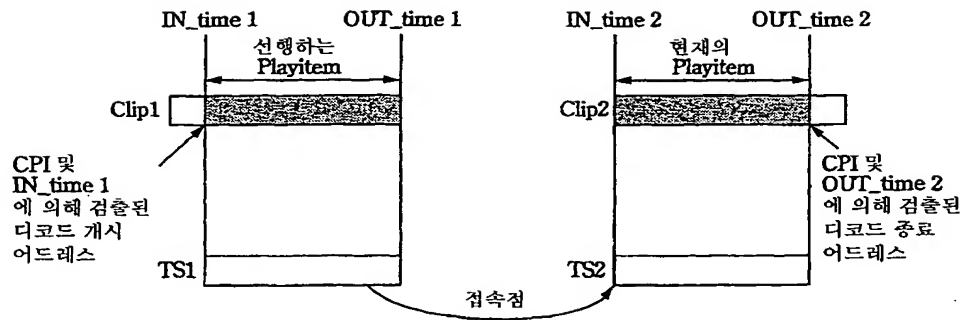 IN_time 1
OUT_time 1
IN_time 2
OUT_time 2
선행하는
Playitem
현재의
Playitem
Clip1
Clip2
CPI 및
IN_time 1
에 의해 검출된
디코드 개시
어드레스
CPI 및
OUT_time 2
에 의해 검출된
디코드 종료
어드레스
TS1
TS2
접속점